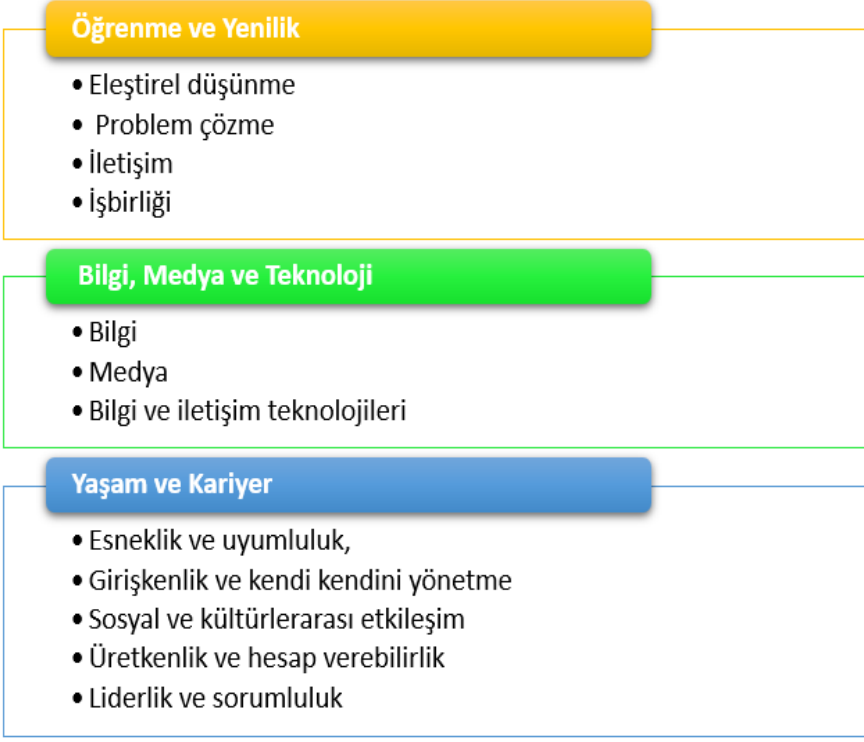 Öğrenme ve Yenilik
• Eleştirel düşünme
• Problem çözme
• İletişim
• İşbirliği
Bilgi, Medya ve Teknoloji
• Bilgi
• Medya
• Bilgi ve iletişim teknolojileri
Yaşam ve Kariyer
• Esneklik ve uyumluluk,
• Girişkenlik ve kendi kendini yönetme
• Sosyal ve kültürlerarası etkileşim
• Üretkenlik ve hesap verebilirlik
• Liderlik ve sorumluluk